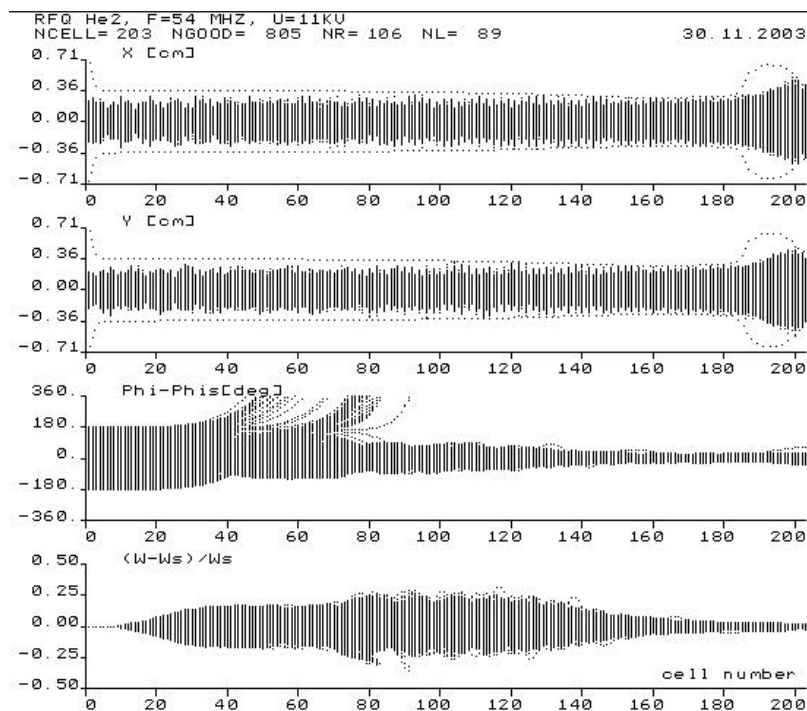 RFQ He2, F=54 MHZ, U=11KV
NCELL= 203 NGOOD= 805 NR= 106 NL= 89 30.11.2003
X [cm]
0.71
0.36
0.00
-0.36
-0.71
0 20 40 60 80 100 120 140 160 180 200
Y [cm]
0.71
0.36
0.00
-0.36
-0.71
0 20 40 60 80 100 120 140 160 180 200
Phi-Phis[deg]
360.
180.
0.
-180.
-360.
0 20 40 60 80 100 120 140 160 180 200
(W-Ws)/Ws
0.50
0.25
0.00
-0.25
-0.50
cell number
0 20 40 60 80 100 120 140 160 180 200